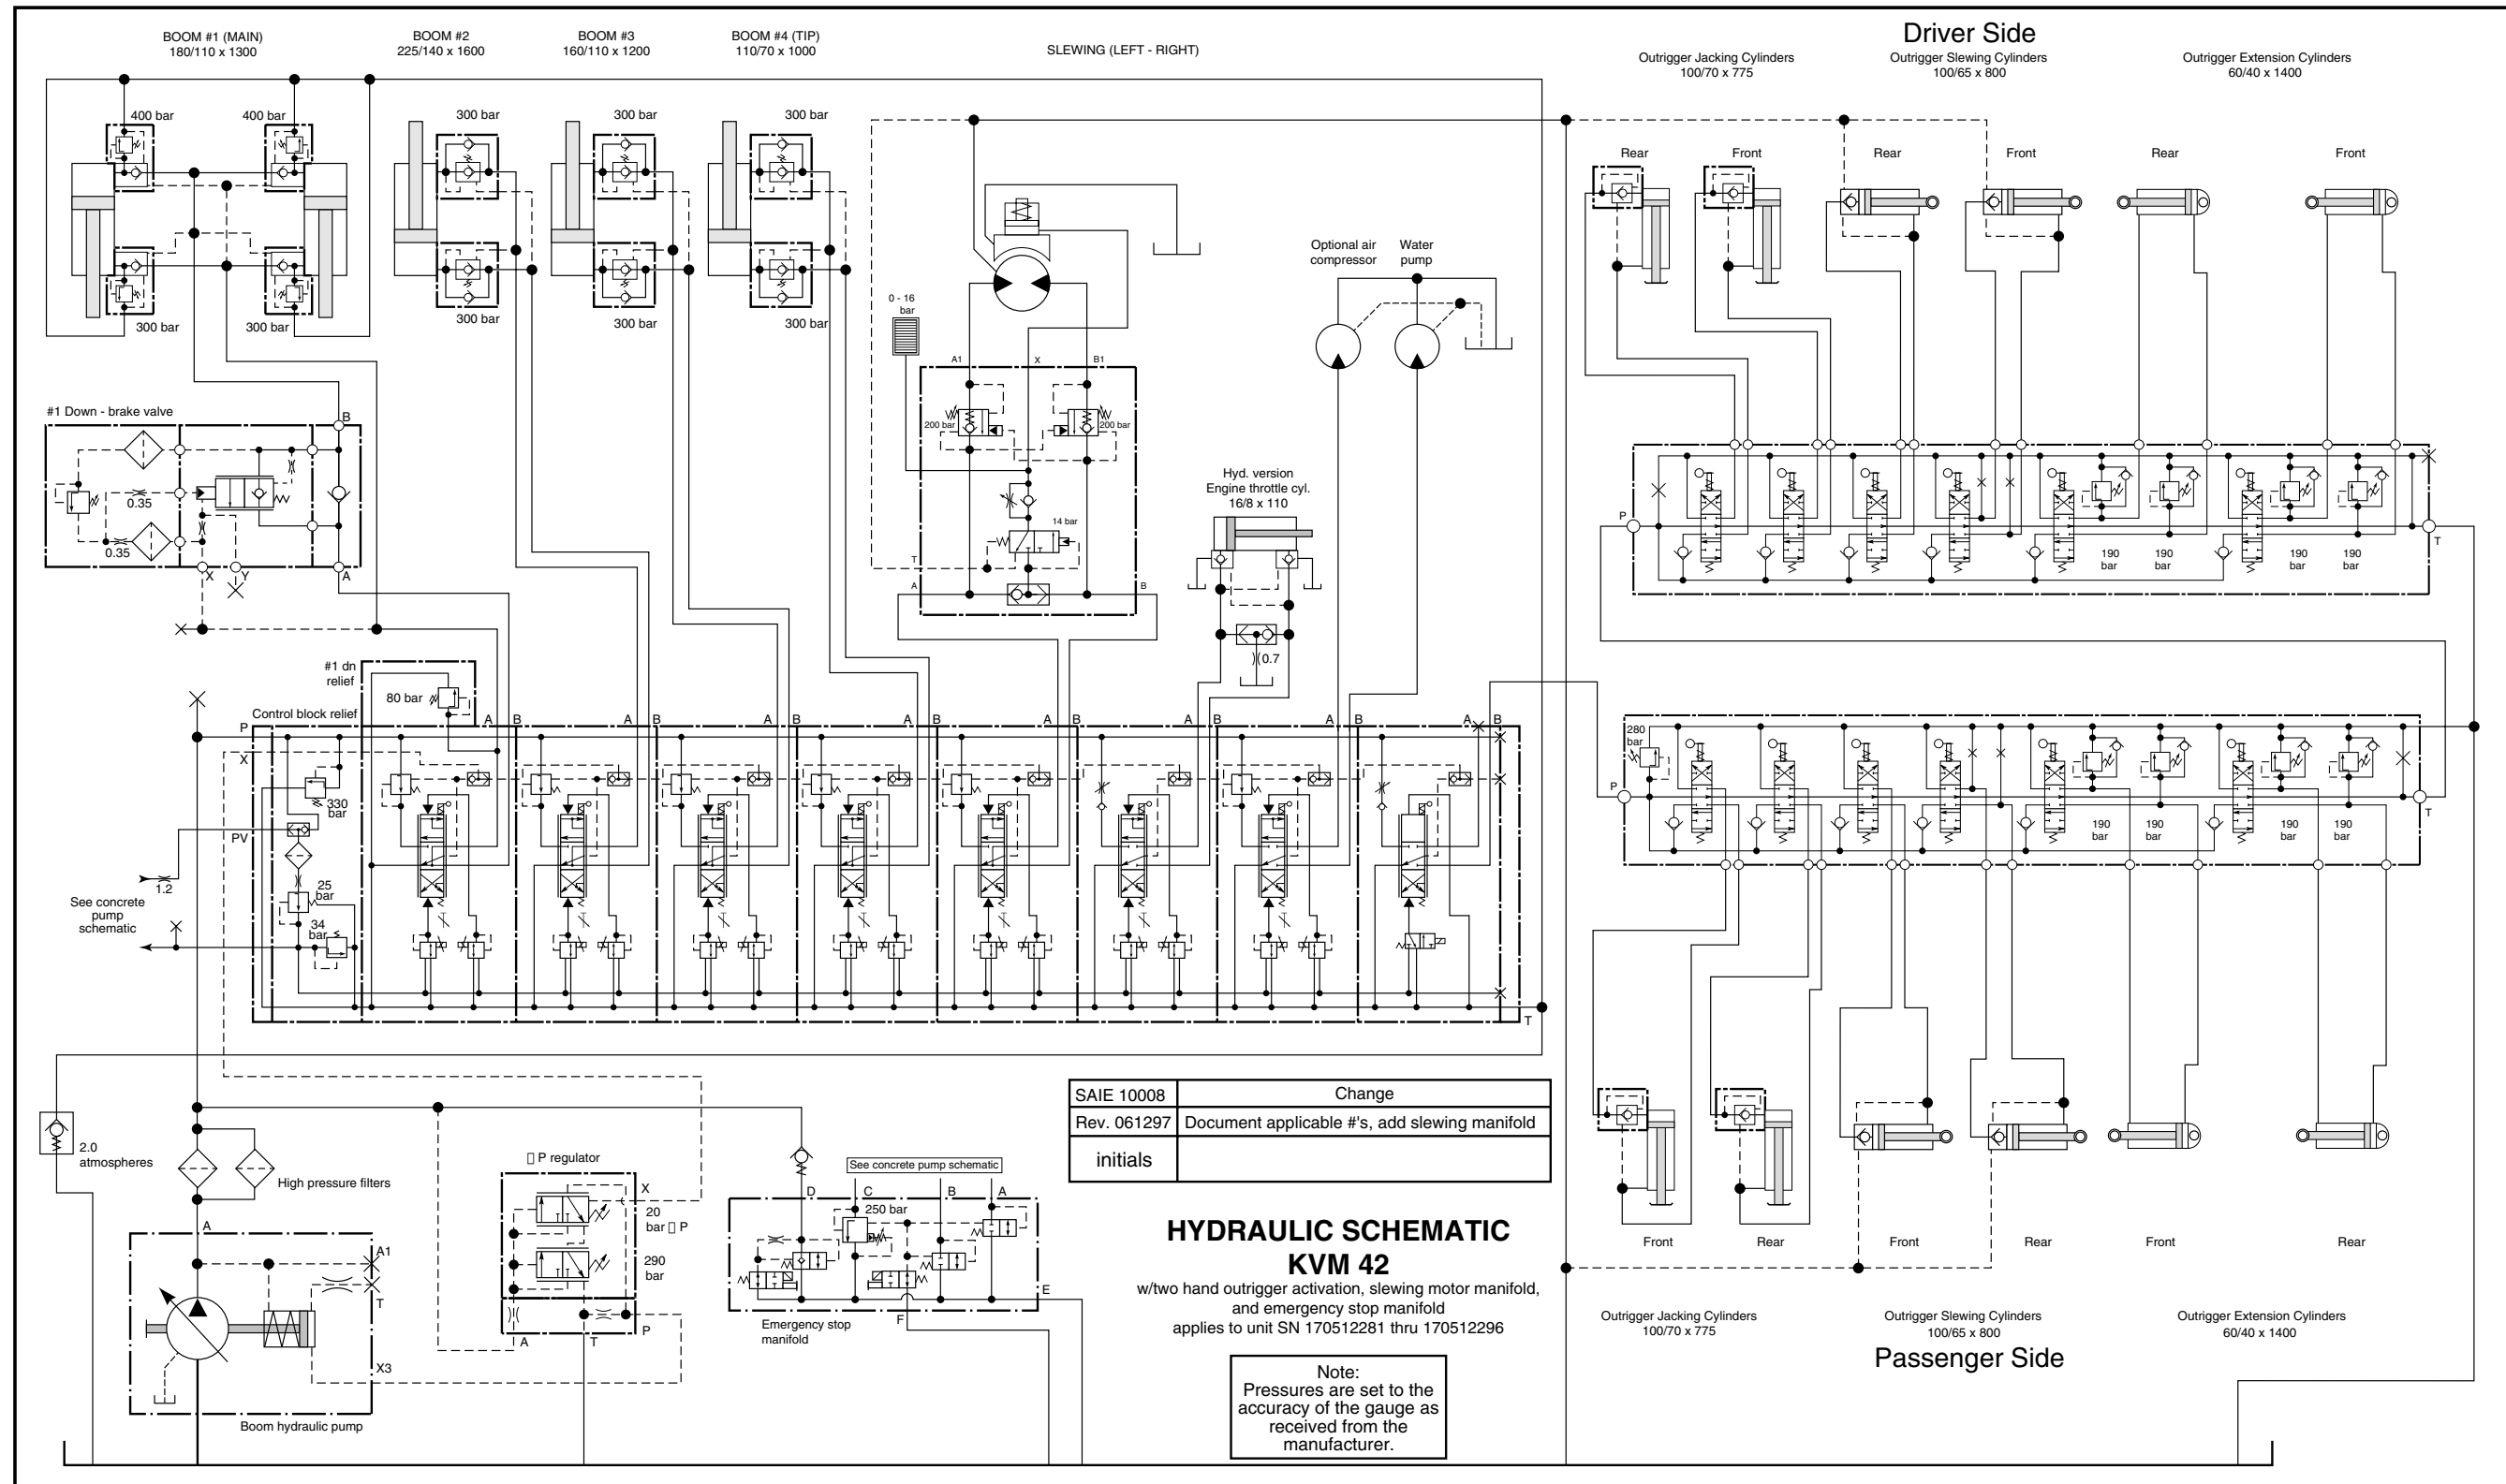 BOOM #1 (MAIN)
180/110 x 1300
BOOM #2
225/140 x 1600
BOOM #3
160/110 x 1200
BOOM #4 (TIP)
110/70 x 1000
SLEWING (LEFT - RIGHT)
Driver Side
Outrigger Jacking Cylinders
100/70 x 775
Outrigger Slewing Cylinders
100/65 x 800
Outrigger Extension Cylinders
60/40 x 1400
400 bar
400 bar
300 bar
300 bar
300 bar
Rear
Front
Rear
Front
Rear
Front
300 bar
300 bar
300 bar
300 bar
300 bar
Optional air
compressor
Water
pump
0 - 16
bar
A1
X
B1
200 bar
200 bar
14 bar
T
A
B
#1 Down - brake valve
B
0.35
0.35
X
Y
A
Hyd. version
Engine throttle cyl.
16/8 x 110
0.7
P
190
bar
190
bar
190
bar
190
bar
T
#1 dn
relief
80 bar
Control block relief
P
X
A
B
A
B
A
B
A
B
A
B
A
B
A
B
A
B
330
bar
PV
1.2
25
bar
34
bar
See concrete
pump
schematic
T
280
bar
P
190
bar
190
bar
190
bar
190
bar
T
2.0
atmospheres
High pressure filters
A
A1
T
X3
Boom hydraulic pump
P regulator
X
20
bar P
290
bar
A
T
P
See concrete pump schematic
D
C
B
A
250 bar
E
F
Emergency stop
manifold
SAIE 10008
Change
Rev. 061297
Document applicable #'s, add slewing manifold
initials
HYDRAULIC SCHEMATIC
KVM 42
w/two hand outrigger activation, slewing motor manifold,
and emergency stop manifold
applies to unit SN 170512281 thru 170512296
Note:
Pressures are set to the
accuracy of the gauge as
received from the
manufacturer.
Front
Rear
Front
Rear
Front
Rear
Outrigger Jacking Cylinders
100/70 x 775
Outrigger Slewing Cylinders
100/65 x 800
Outrigger Extension Cylinders
60/40 x 1400
Passenger Side